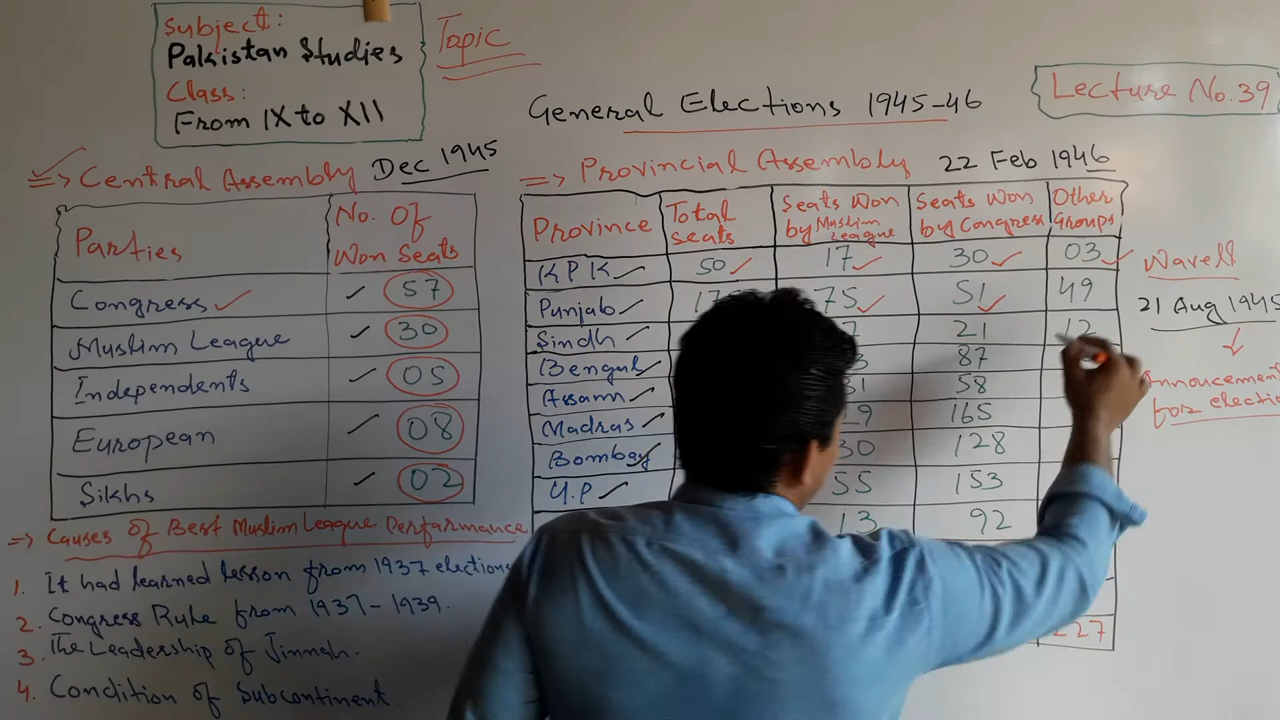 Subject:
Pakistan Studies
Class:
From IX to XII
Topic
General Elections 1945-46
Lecture No.39
=> Central Assembly Dec 1945
Parties No. Of Won Seats
Congress 57
Muslim League 30
Independents 05
European 08
Sikhs 02
=> Causes of Best Muslim League Performance
1. It had learned lesson from 1937 elections
2. Congress Rule from 1937-1939.
3. The Leadership of Jinnah.
4. Condition of Subcontinent
=> Provincial Assembly 22 Feb 1946
Province Total Seats Seats Won by Muslim League Seats Won by Congress Other Groups
KPK 50 17 30 03
Punjab 75 51 49
Sindh 21 12
Bengul 87
Assam 31 58
Madras 29 165
Bombay 30 128
U.P 55 153
13 92
227
Wavell
21 Aug 1945
Annoucement
for election